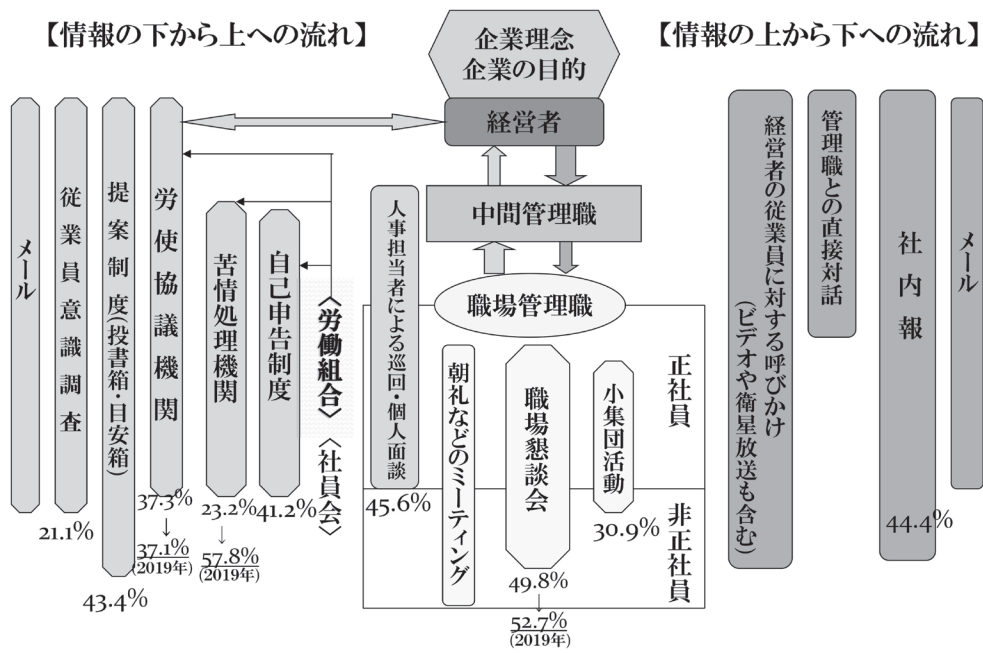 【情報の下から上への流れ】
企業理念
企業の目的
【情報の上から下への流れ】
経営者
中間管理職
職場管理職
メール
従業員意識調査
21.1%
提案制度(投書箱・目安箱)
43.4%
労使協議機関
37.3%
↓
37.1%
(2019年)
苦情処理機関
23.2%
↓
57.8%
(2019年)
自己申告制度
41.2%
〈労働組合〉〈社員会〉
人事担当者による巡回・個人面談
45.6%
朝礼などのミーティング
職場懇談会
49.8%
↓
52.7%
(2019年)
小集団活動
30.9%
正社員
非正社員
経営者の従業員に対する呼びかけ
(ビデオや衛星放送も含む)
管理職との直接対話
社内報
44.4%
メール